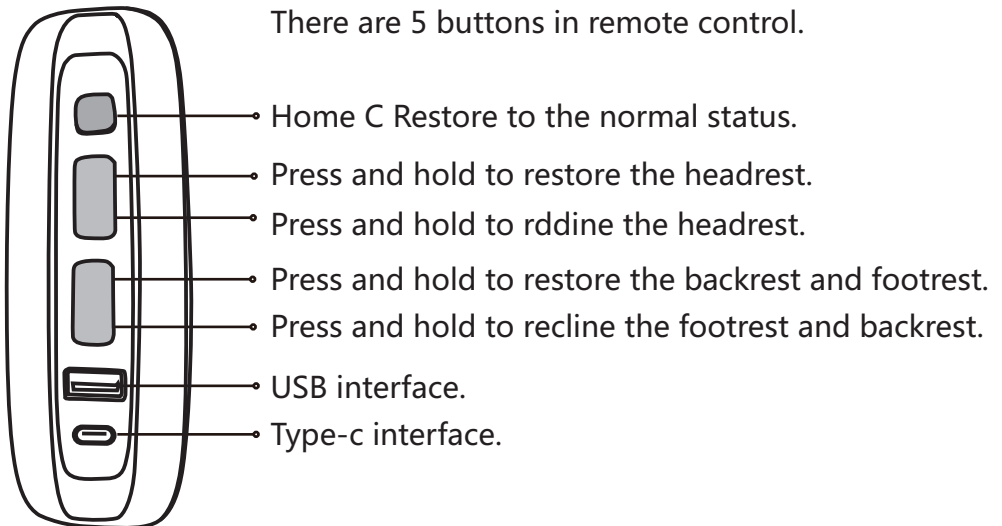 There are 5 buttons in remote control.
Home C Restore to the normal status.
Press and hold to restore the headrest.
Press and hold to rddine the headrest.
Press and hold to restore the backrest and footrest.
Press and hold to recline the footrest and backrest.
USB interface.
Type-c interface.